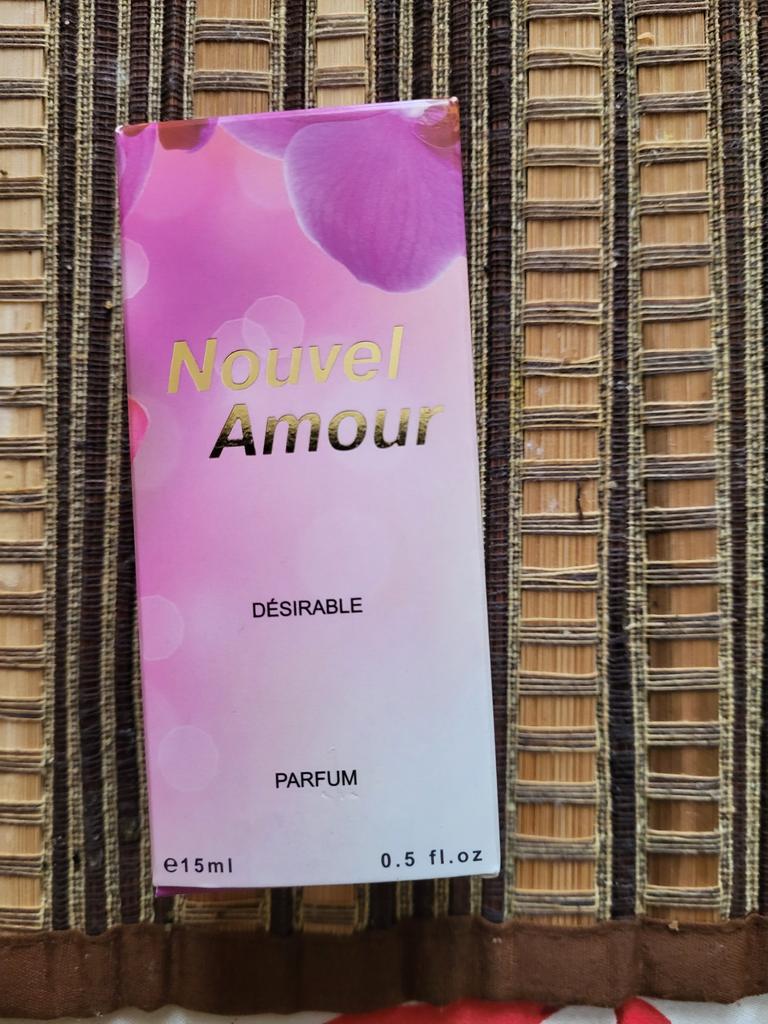 Nouvel
Amour
DÉSIRABLE
PARFUM
℮15ml 0.5 fl.oz